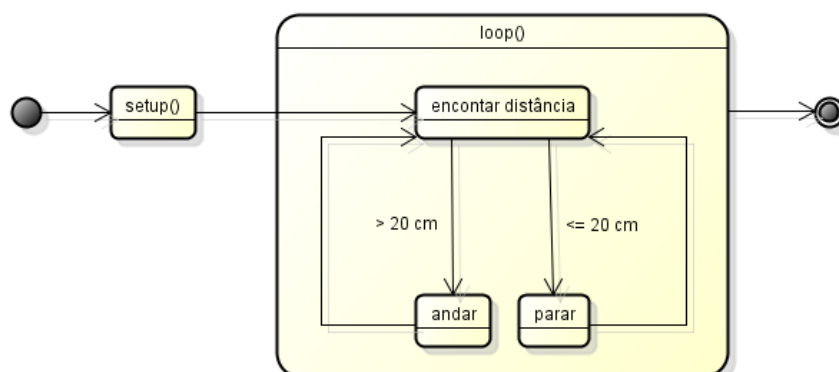 loop()
setup()
encontar distância
> 20 cm
<= 20 cm
andar
parar